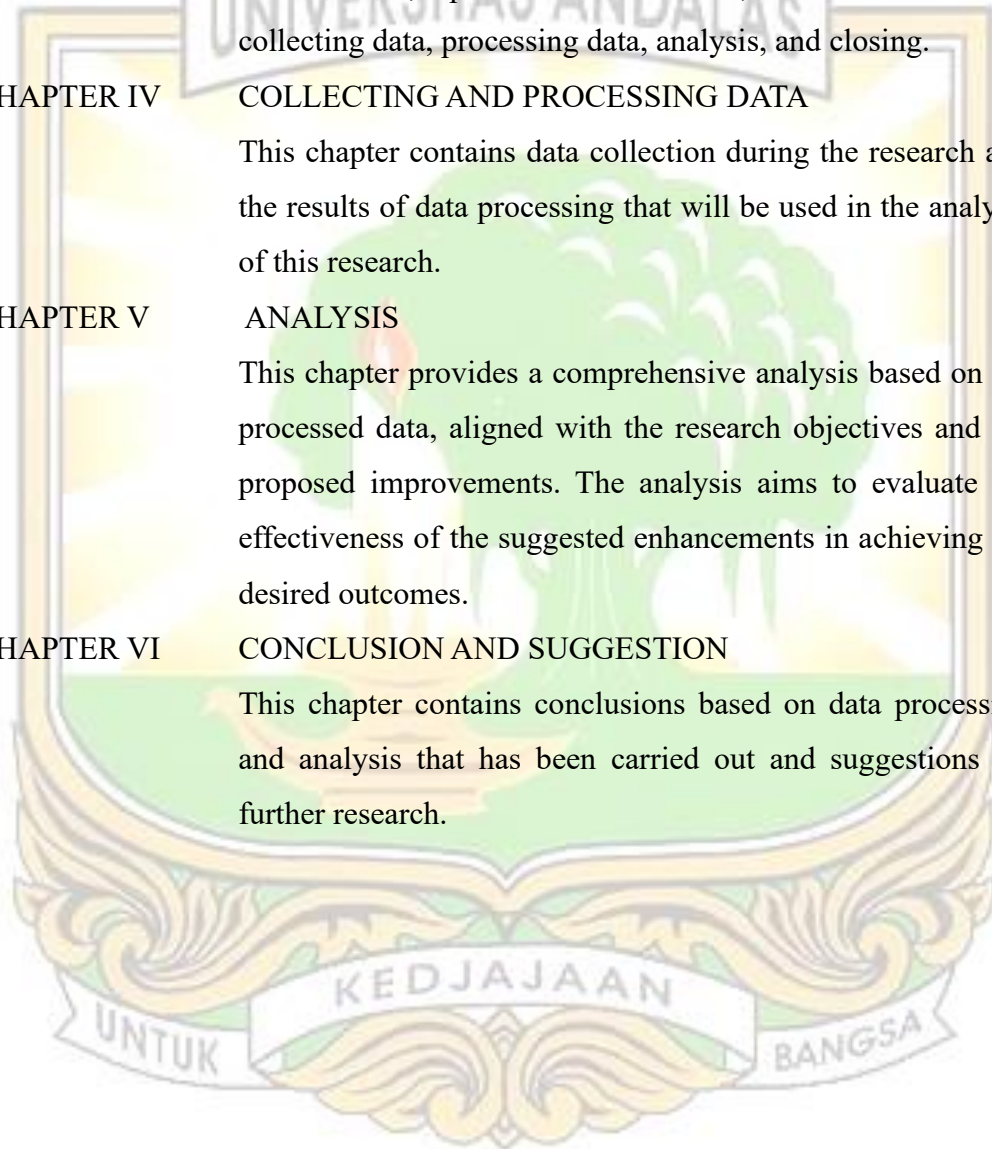 UNIVERSITAS ANDALAS
collecting data, processing data, analysis, and closing.
HAPTER IV COLLECTING AND PROCESSING DATA
This chapter contains data collection during the research a
the results of data processing that will be used in the analy
of this research.
HAPTER V ANALYSIS
This chapter provides a comprehensive analysis based on
processed data, aligned with the research objectives and
proposed improvements. The analysis aims to evaluate
effectiveness of the suggested enhancements in achieving
desired outcomes.
HAPTER VI CONCLUSION AND SUGGESTION
This chapter contains conclusions based on data process
and analysis that has been carried out and suggestions
further research.
KEDJAJAAN
UNTUK BANGSA